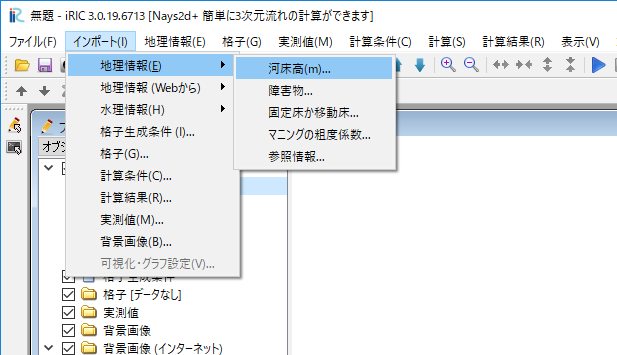 無題 - iRIC 3.0.19.6713 [Nays2d+ 簡単に3次元流れの計算ができます]
ファイル(F) インポート(I) 地理情報(E) 格子(G) 実測値(M) 計算条件(C) 計算(S) 計算結果(R) 表示(V)
地理情報(E)
地理情報 (Webから)
水理情報(H)
格子生成条件 (I)...
格子(G)...
計算条件(C)...
計算結果(R)...
実測値(M)...
背景画像(B)...
可視化・グラフ設定(V)...
河床高(m)...
障害物...
固定床か移動床...
マニングの粗度係数...
参照情報...
オブジ
格子生成条件
格子 [データなし]
実測値
背景画像
背景画像 (インターネット)